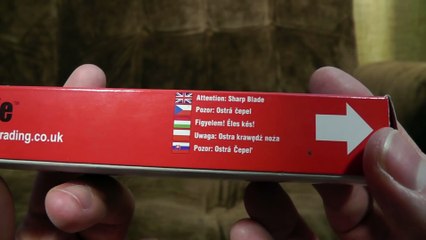 e
rading.co.uk
Attention: Sharp Blade
Pozor: Ostrá čepel
Figyelem! Éles kés!
Uwaga: Ostra krawędź noża
Pozor: Ostrá Čepeľ